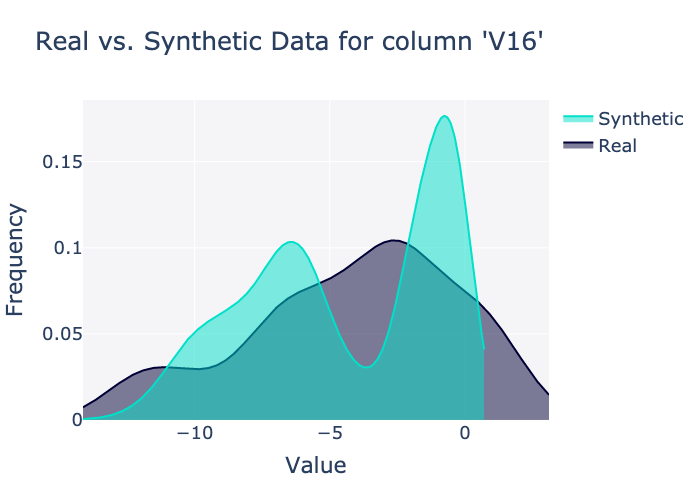 Real vs. Synthetic Data for column 'V16'
Synthetic
Real
Frequency
0.15
0.1
0.05
0
−10
−5
0
Value